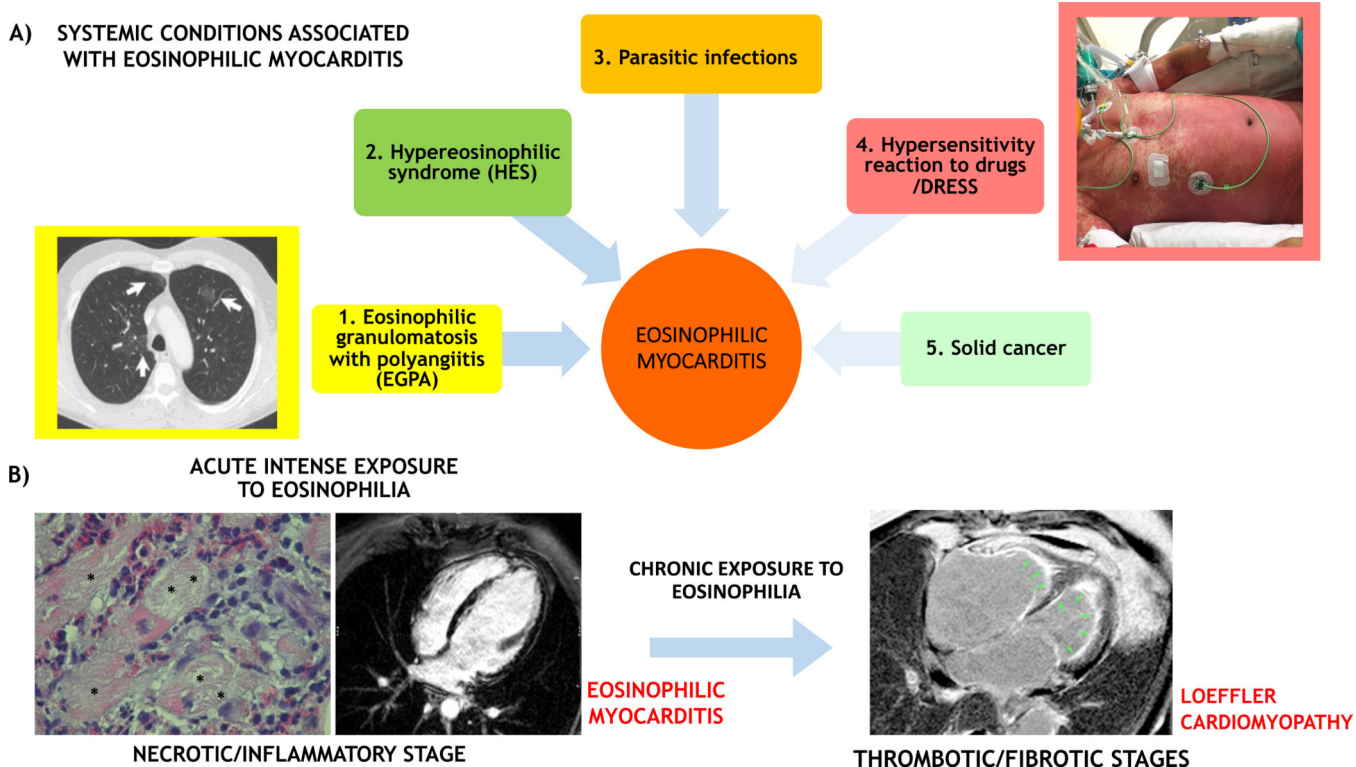 A) SYSTEMIC CONDITIONS ASSOCIATED
WITH EOSINOPHILIC MYOCARDITIS
3. Parasitic infections
2. Hypereosinophilic
syndrome (HES)
4. Hypersensitivity
reaction to drugs
/DRESS
1. Eosinophilic
granulomatosis
with polyangiitis
(EGPA)
EOSINOPHILIC
MYOCARDITIS
5. Solid cancer
B) ACUTE INTENSE EXPOSURE
TO EOSINOPHILIA
CHRONIC EXPOSURE TO
EOSINOPHILIA
EOSINOPHILIC
MYOCARDITIS
LOEFFLER
CARDIOMYOPATHY
NECROTIC/INFLAMMATORY STAGE
THROMBOTIC/FIBROTIC STAGES